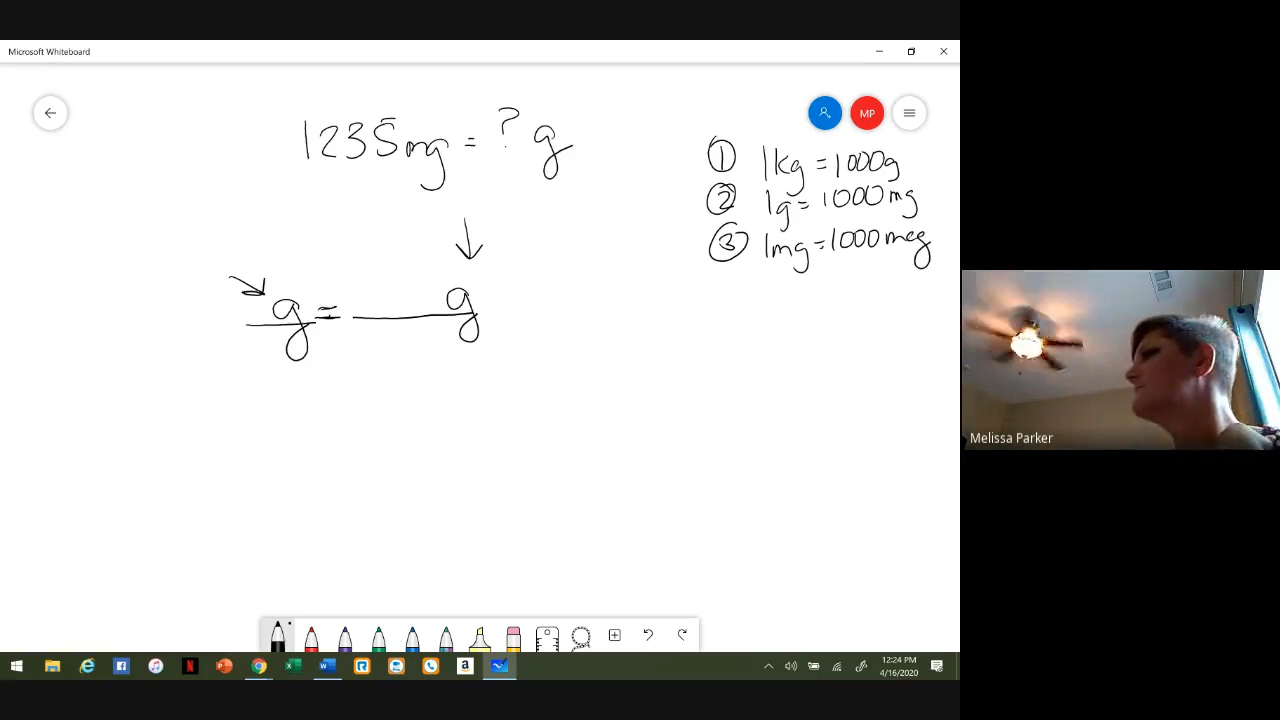 Microsoft Whiteboard
MP
1235mg = ? g
① 1kg = 1000g
② 1g = 1000mg
③ 1mg = 1000mcg
g = g
Melissa Parker
12:24 PM
4/16/2020